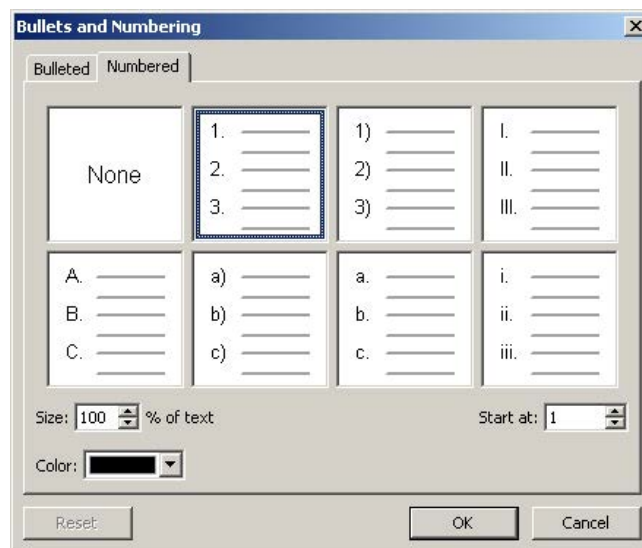 Bullets and Numbering
Bulleted
Numbered
None
1.
2.
3.
1)
2)
3)
I.
II.
III.
A.
B.
C.
a)
b)
c)
a.
b.
c.
i.
ii.
iii.
Size: 100 % of text
Start at: 1
Color:
Reset
OK
Cancel